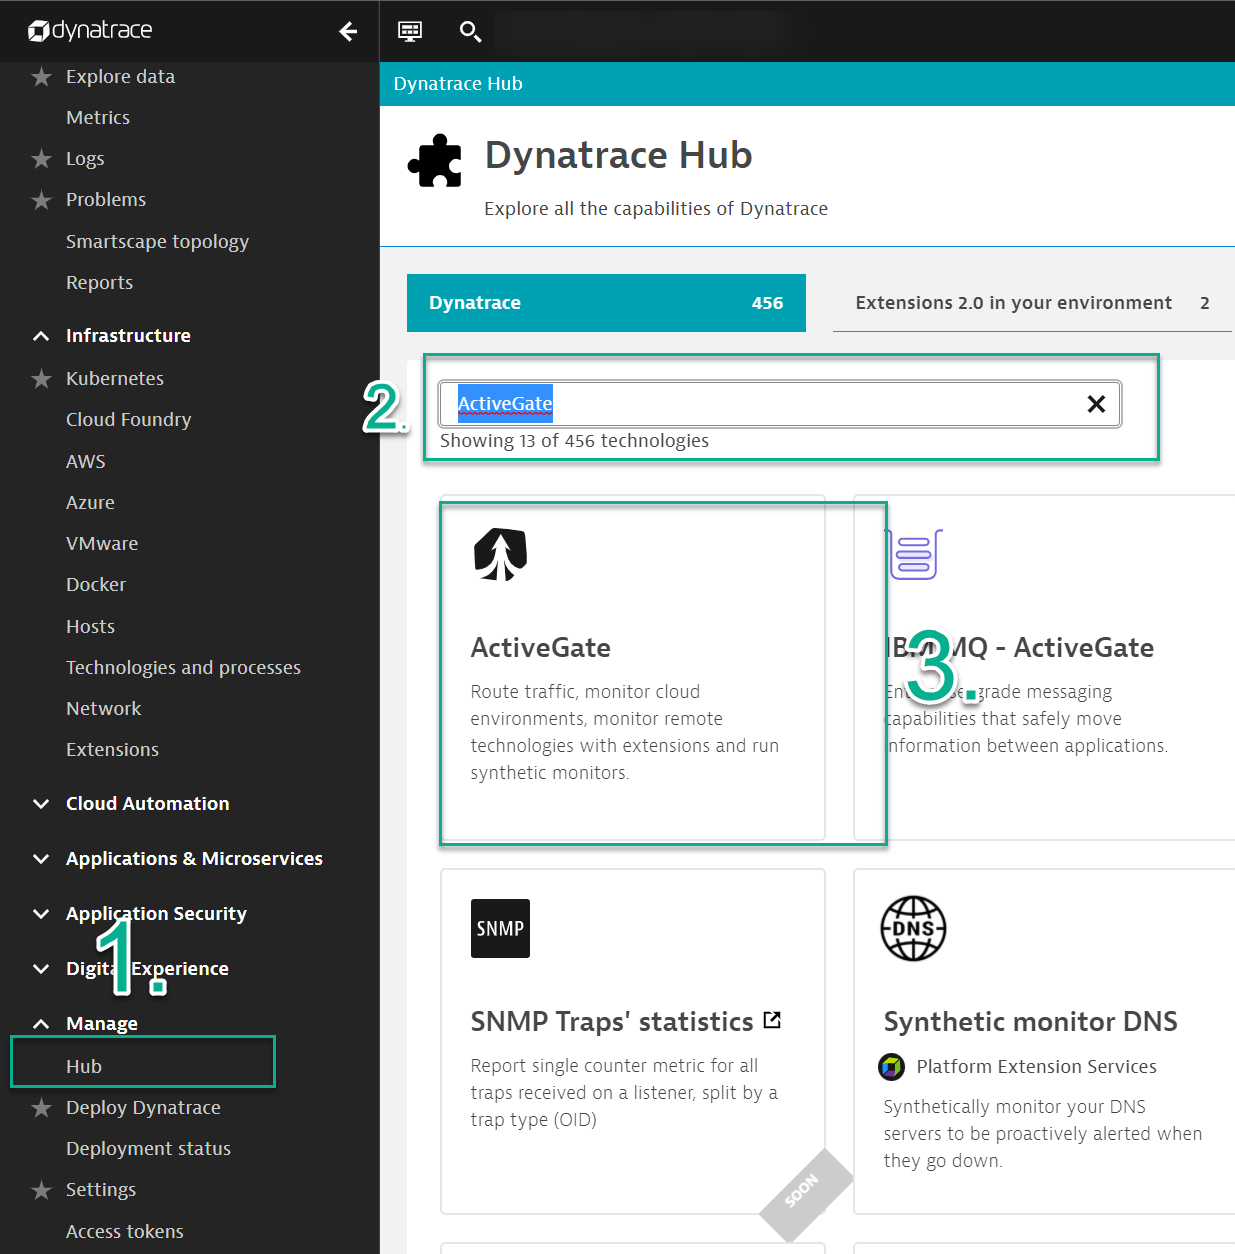 dynatrace
Explore data
Metrics
Logs
Problems
Smartscape topology
Reports
Infrastructure
Kubernetes
Cloud Foundry
AWS
Azure
VMware
Docker
Hosts
Technologies and processes
Network
Extensions
Cloud Automation
Applications & Microservices
Application Security
1.
Digital Experience
Manage
Hub
Deploy Dynatrace
Deployment status
Settings
Access tokens
Dynatrace Hub
Dynatrace Hub
Explore all the capabilities of Dynatrace
Dynatrace 456
Extensions 2.0 in your environment 2
2.
ActiveGate
Showing 13 of 456 technologies
ActiveGate
Route traffic, monitor cloud
environments, monitor remote
technologies with extensions and run
synthetic monitors.
3.
IBM MQ - ActiveGate
Enterprise-grade messaging
capabilities that safely move
information between applications.
SNMP
SNMP Traps' statistics
Report single counter metric for all
traps received on a listener, split by a
trap type (OID)
SOON
DNS
Synthetic monitor DNS
Platform Extension Services
Synthetically monitor your DNS
servers to be proactively alerted when
they go down.